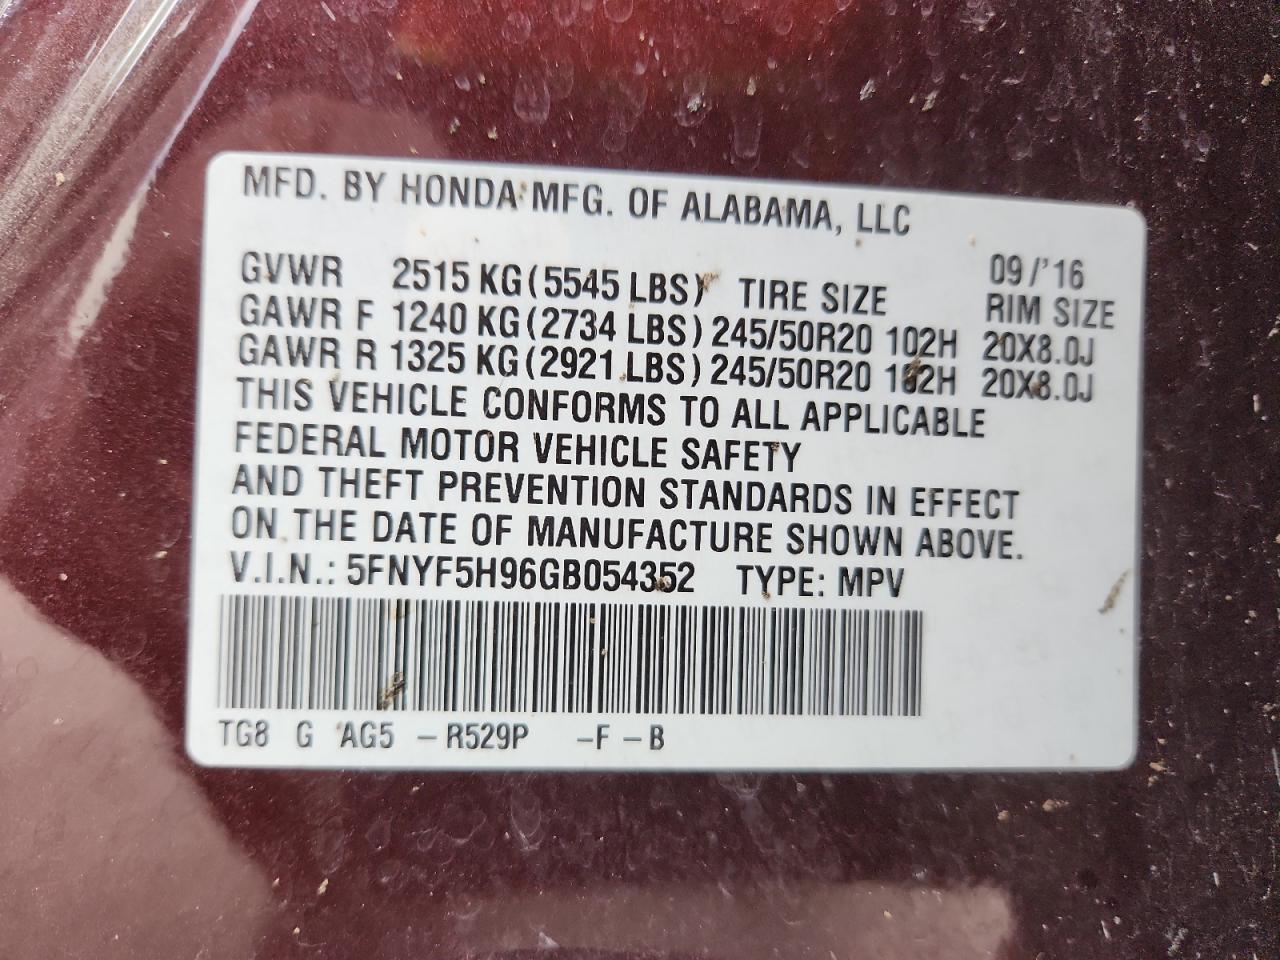 MFD. BY HONDA MFG. OF ALABAMA, LLC
09/'16
GVWR 2515 KG(5545 LBS) TIRE SIZE RIM SIZE
GAWR F 1240 KG(2734 LBS) 245/50R20 102H 20X8.0J
GAWR R 1325 KG(2921 LBS) 245/50R20 102H 20X8.0J
THIS VEHICLE CONFORMS TO ALL APPLICABLE
FEDERAL MOTOR VEHICLE SAFETY
AND THEFT PREVENTION STANDARDS IN EFFECT
ON THE DATE OF MANUFACTURE SHOWN ABOVE.
V.I.N.: 5FNYF5H96GB054352 TYPE: MPV
TG8 G AG5 -R529P -F-B